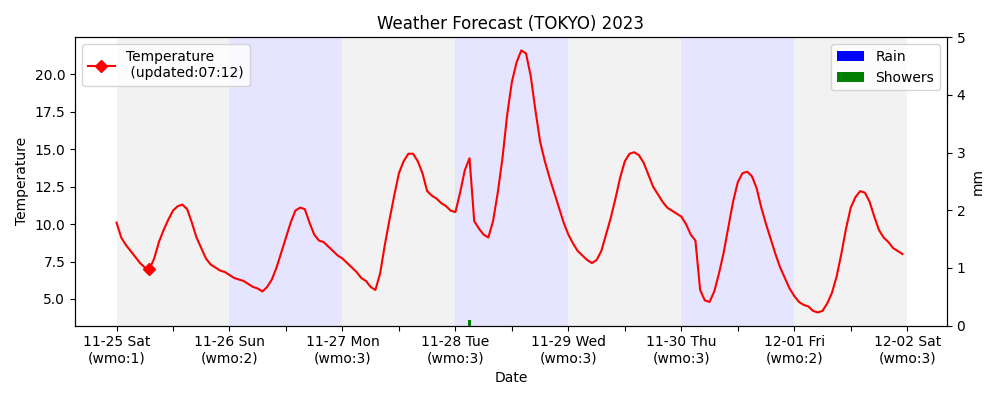 Weather Forecast (TOKYO) 2023
Temperature
(updated:07:12)
Rain
Showers
Temperature
20.0
17.5
15.0
12.5
10.0
7.5
5.0
5
4
3
2
1
0
mm
11-25 Sat
(wmo:1)
11-26 Sun
(wmo:2)
11-27 Mon
(wmo:3)
11-28 Tue
(wmo:3)
11-29 Wed
(wmo:3)
11-30 Thu
(wmo:3)
12-01 Fri
(wmo:2)
12-02 Sat
(wmo:3)
Date